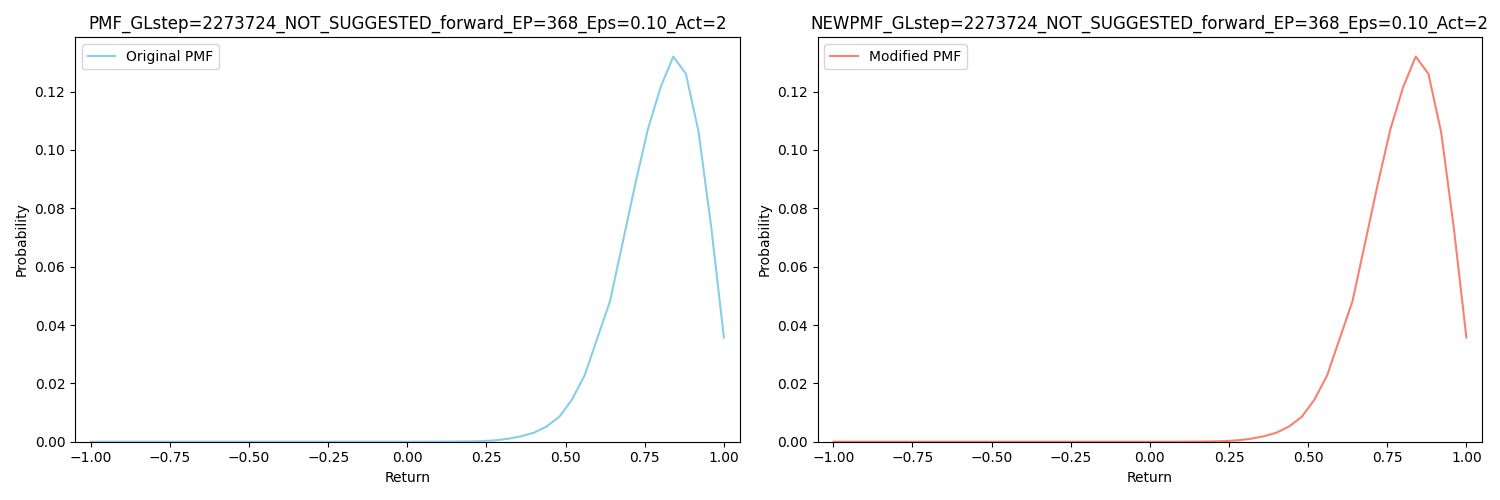 PMF_GLstep=2273724_NOT_SUGGESTED_forward_EP=368_Eps=0.10_Act=2
Original PMF
Probability
0.12
0.10
0.08
0.06
0.04
0.02
0.00
−1.00 −0.75 −0.50 −0.25 0.00 0.25 0.50 0.75 1.00
Return
NEWPMF_GLstep=2273724_NOT_SUGGESTED_forward_EP=368_Eps=0.10_Act=2
Modified PMF
Probability
0.12
0.10
0.08
0.06
0.04
0.02
0.00
−1.00 −0.75 −0.50 −0.25 0.00 0.25 0.50 0.75 1.00
Return